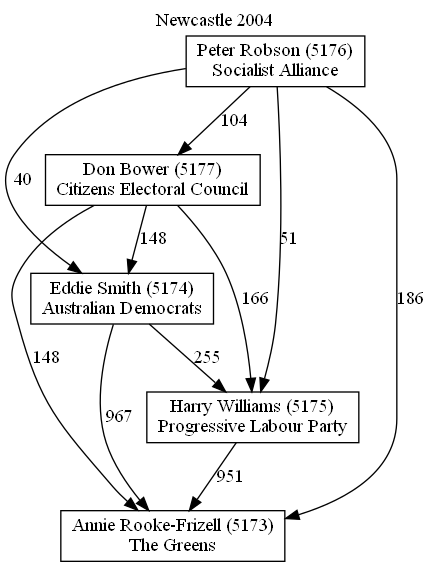 Newcastle 2004
Peter Robson (5176)
Socialist Alliance
104
Don Bower (5177)
Citizens Electoral Council
40
148
51
Eddie Smith (5174)
Australian Democrats
166
186
148
255
967
Harry Williams (5175)
Progressive Labour Party
951
Annie Rooke-Frizell (5173)
The Greens